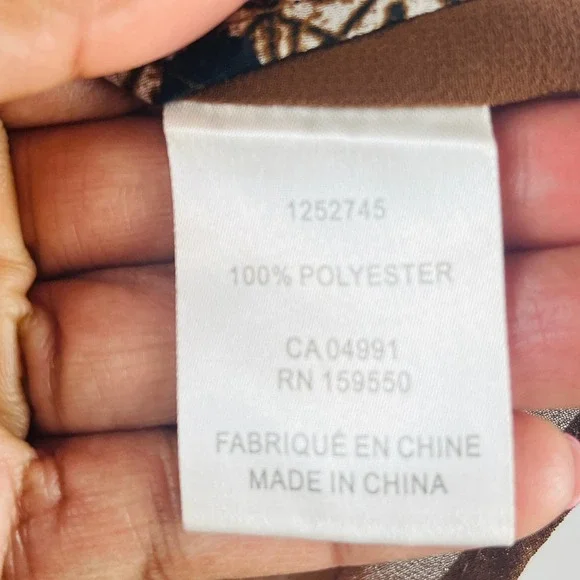 1252745
100% POLYESTER
CA 04991
RN 159550
FABRIQUÉ EN CHINE
MADE IN CHINA